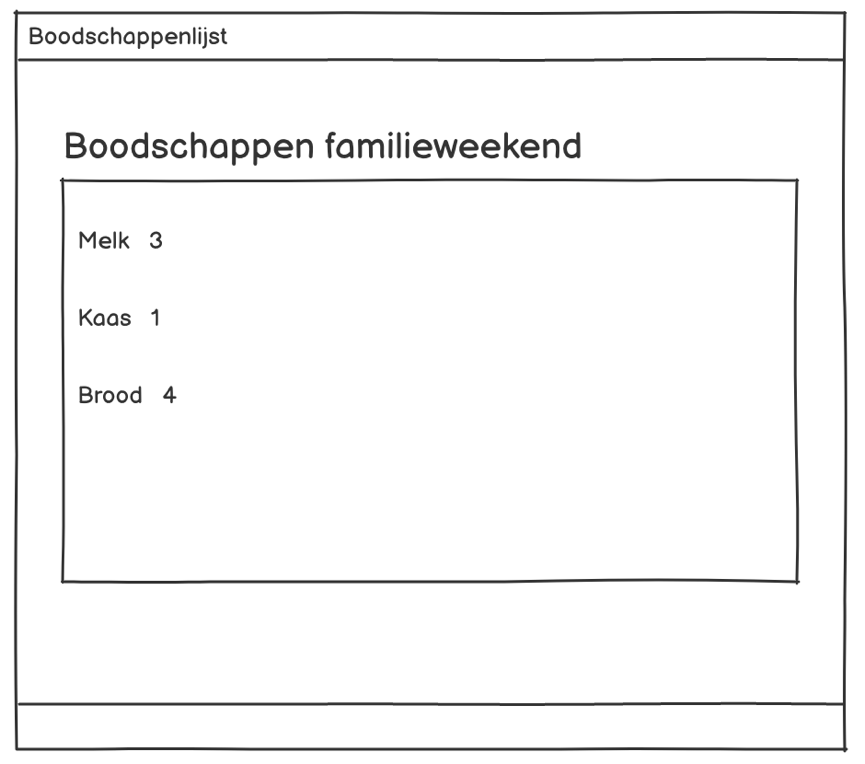 Boodschappenlijst
Boodschappen familieweekend
Melk 3
Kaas 1
Brood 4